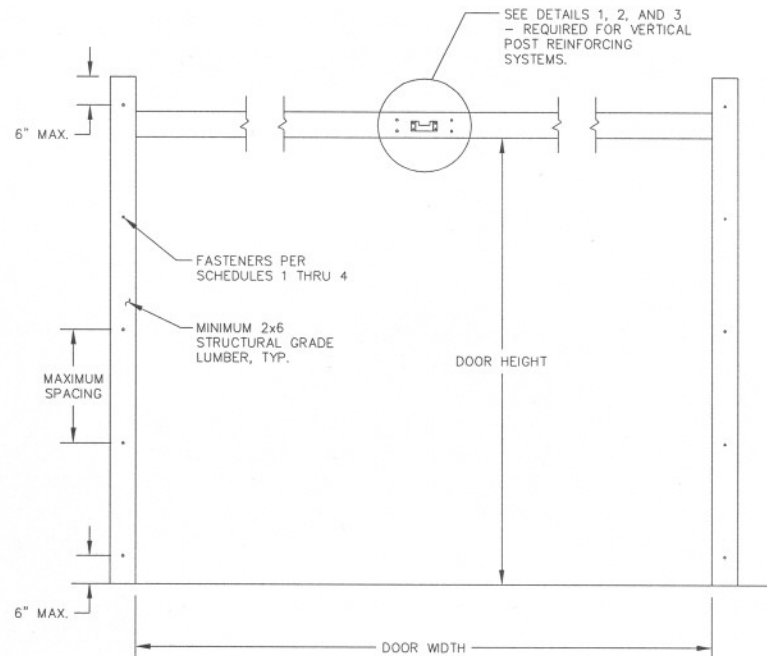 SEE DETAILS 1, 2, AND 3
– REQUIRED FOR VERTICAL
POST REINFORCING
SYSTEMS.
6" MAX.
FASTENERS PER
SCHEDULES 1 THRU 4
MINIMUM 2x6
STRUCTURAL GRADE
LUMBER, TYP.
DOOR HEIGHT
MAXIMUM
SPACING
6" MAX.
DOOR WIDTH